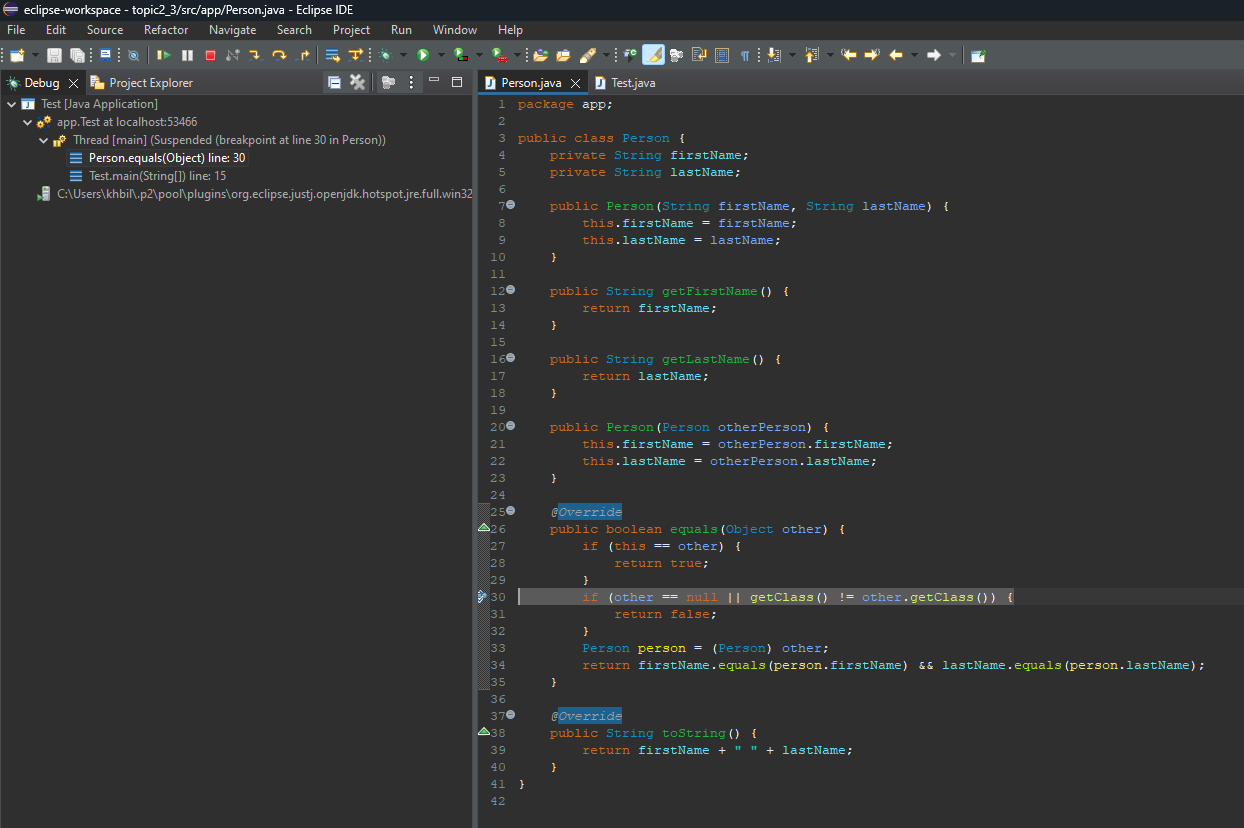 eclipse-workspace - topic2_3/src/app/Person.java - Eclipse IDE
File Edit Source Refactor Navigate Search Project Run Window Help
Debug Project Explorer
Test [Java Application]
app.Test at localhost:53466
Thread [main] (Suspended (breakpoint at line 30 in Person))
Person.equals(Object) line: 30
Test.main(String[]) line: 15
C:\Users\khbil\.p2\pool\plugins\org.eclipse.justj.openjdk.hotspot.jre.full.win32
Person.java Test.java
1 package app;
2
3 public class Person {
4     private String firstName;
5     private String lastName;
6
7     public Person(String firstName, String lastName) {
8         this.firstName = firstName;
9         this.lastName = lastName;
10     }
11
12     public String getFirstName() {
13         return firstName;
14     }
15
16     public String getLastName() {
17         return lastName;
18     }
19
20     public Person(Person otherPerson) {
21         this.firstName = otherPerson.firstName;
22         this.lastName = otherPerson.lastName;
23     }
24
25     @Override
26     public boolean equals(Object other) {
27         if (this == other) {
28             return true;
29         }
30         if (other == null || getClass() != other.getClass()) {
31             return false;
32         }
33         Person person = (Person) other;
34         return firstName.equals(person.firstName) && lastName.equals(person.lastName);
35     }
36
37     @Override
38     public String toString() {
39         return firstName + " " + lastName;
40     }
41 }
42